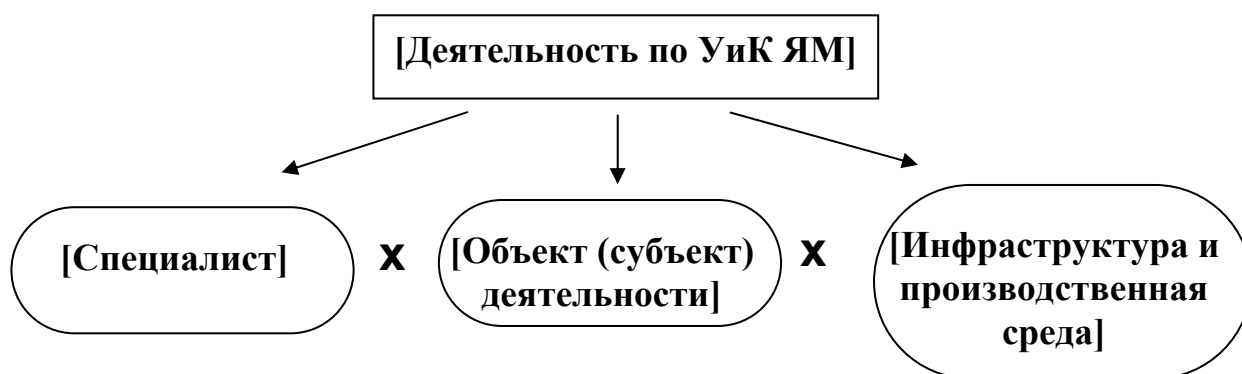 [Деятельность по УиК ЯМ]
[Специалист]
х
[Объект (субъект)
деятельности]
х
[Инфраструктура и
производственная
среда]